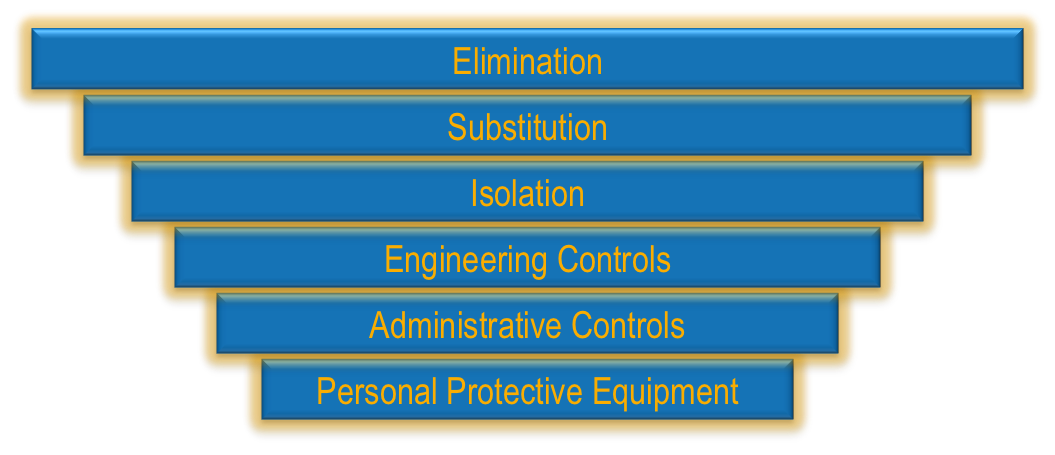 Elimination
Substitution
Isolation
Engineering Controls
Administrative Controls
Personal Protective Equipment